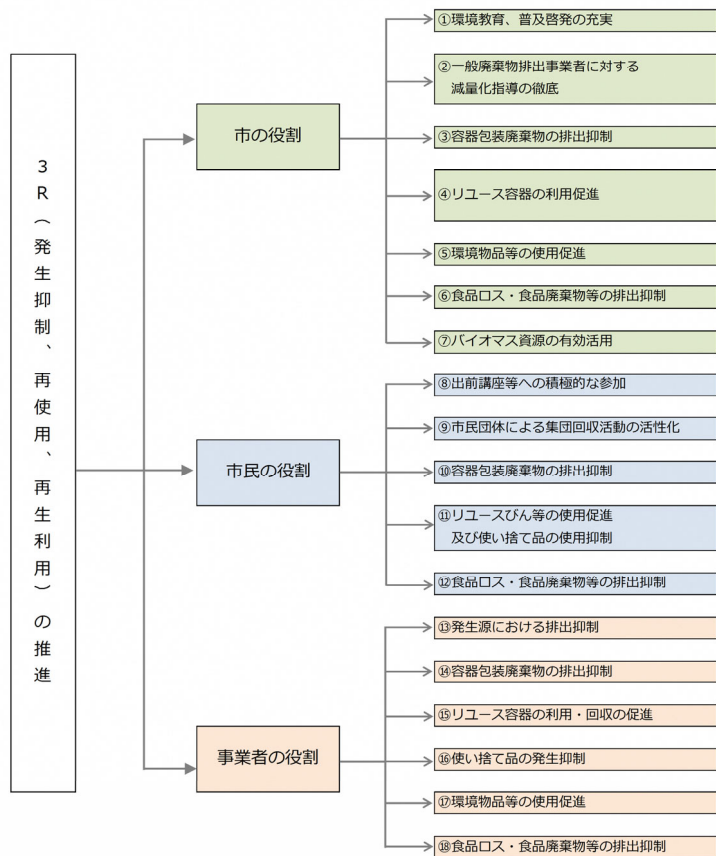 3R（発生抑制、再使用、再生利用）の推進
市の役割
①環境教育、普及啓発の充実
②一般廃棄物排出事業者に対する
減量化指導の徹底
③容器包装廃棄物の排出抑制
④リユース容器の利用促進
⑤環境物品等の使用促進
⑥食品ロス・食品廃棄物等の排出抑制
⑦バイオマス資源の有効活用
市民の役割
⑧出前講座等への積極的な参加
⑨市民団体による集団回収活動の活性化
⑩容器包装廃棄物の排出抑制
⑪リユースびん等の使用促進
及び使い捨て品の使用抑制
⑫食品ロス・食品廃棄物等の排出抑制
事業者の役割
⑬発生源における排出抑制
⑭容器包装廃棄物の排出抑制
⑮リユース容器の利用・回収の促進
⑯使い捨て品の発生抑制
⑰環境物品等の使用促進
⑱食品ロス・食品廃棄物等の排出抑制